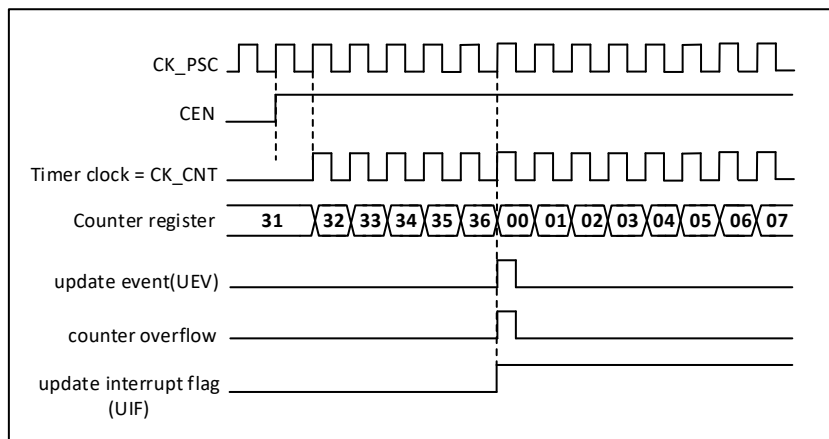 CK_PSC
CEN
Timer clock = CK_CNT
Counter register 31 32 33 34 35 36 00 01 02 03 04 05 06 07
update event(UEV)
counter overflow
update interrupt flag
(UIF)